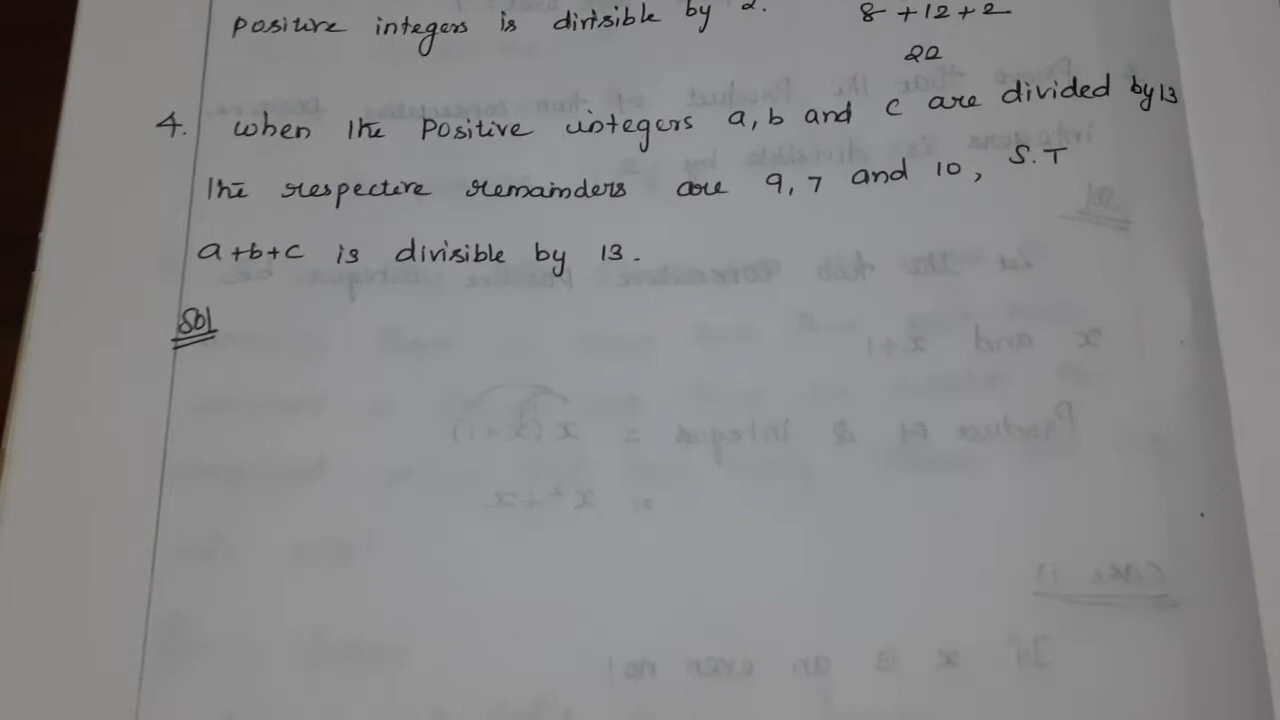 positive integers is divisible by 2.
8 + 12 + 2
22
4. when the positive integers a, b and c are divided by 13
the respective remainders are 9, 7 and 10, S.T
a+b+c is divisible by 13.
Sol